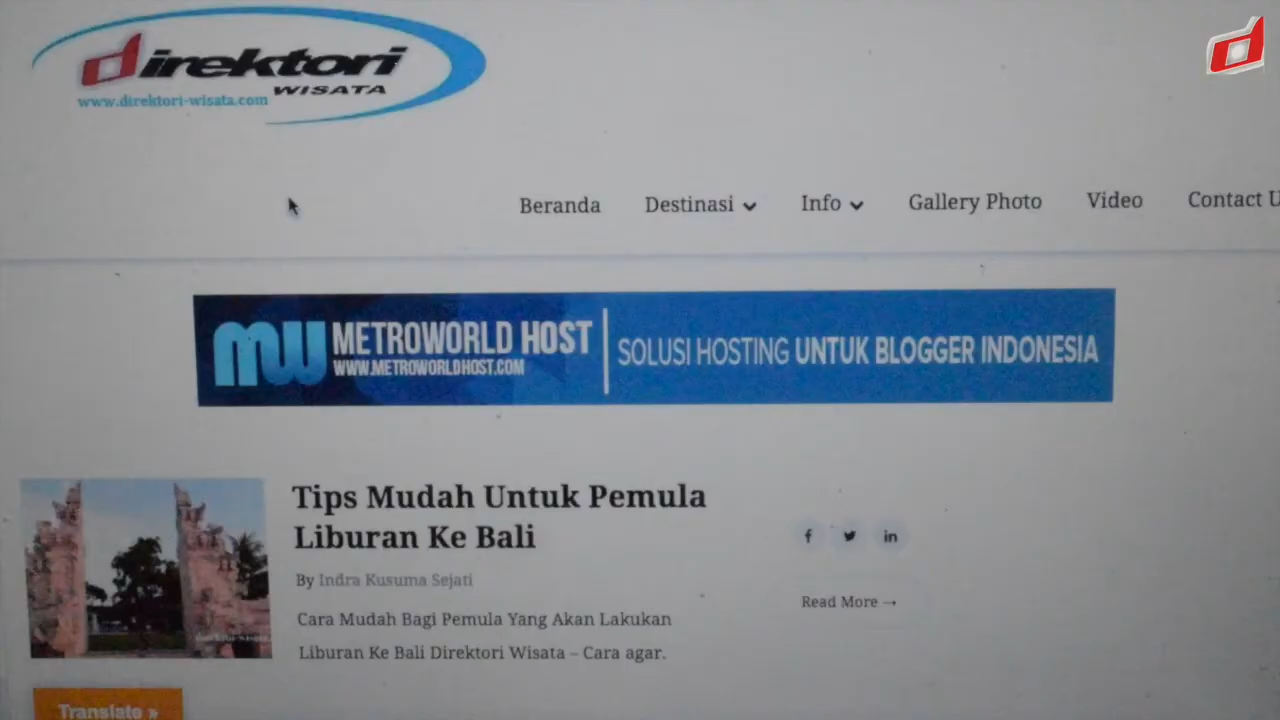 direktori
WISATA
www.direktori-wisata.com
Beranda
Destinasi
Info
Gallery Photo
Video
Contact U
MW
METROWORLD HOST
WWW.METROWORLDHOST.COM
SOLUSI HOSTING UNTUK BLOGGER INDONESIA
Tips Mudah Untuk Pemula
Liburan Ke Bali
By Indra Kusuma Sejati
Cara Mudah Bagi Pemula Yang Akan Lakukan
Liburan Ke Bali Direktori Wisata – Cara agar.
f
in
Read More →
Translate »
d